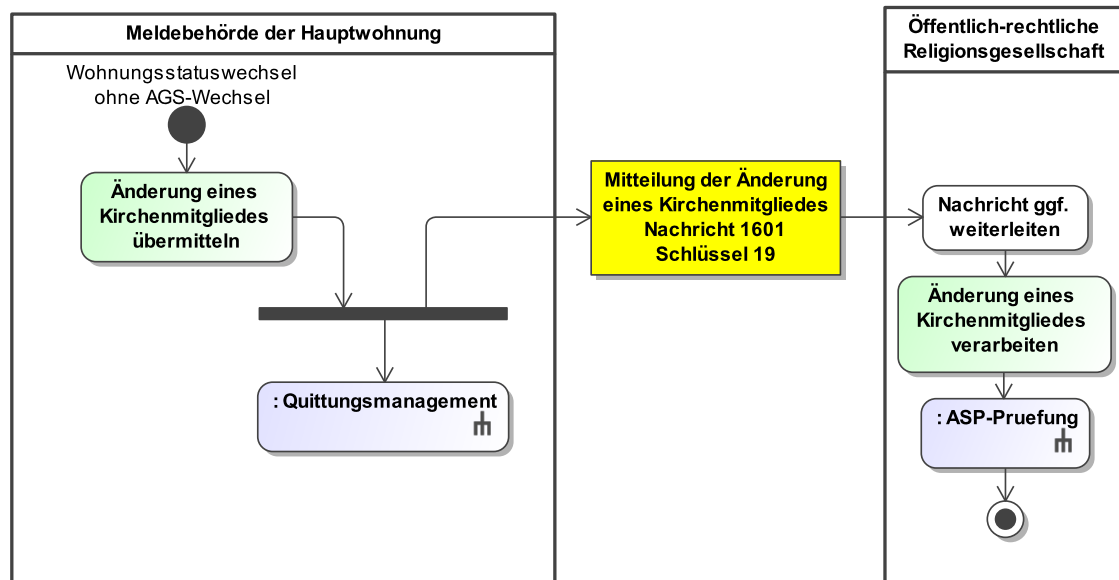 Meldebehörde der Hauptwohnung
Wohnungsstatuswechsel
ohne AGS-Wechsel
Änderung eines
Kirchenmitgliedes
übermitteln
: Quittungsmanagement
Mitteilung der Änderung
eines Kirchenmitgliedes
Nachricht 1601
Schlüssel 19
Öffentlich-rechtliche
Religionsgesellschaft
Nachricht ggf.
weiterleiten
Änderung eines
Kirchenmitgliedes
verarbeiten
: ASP-Pruefung